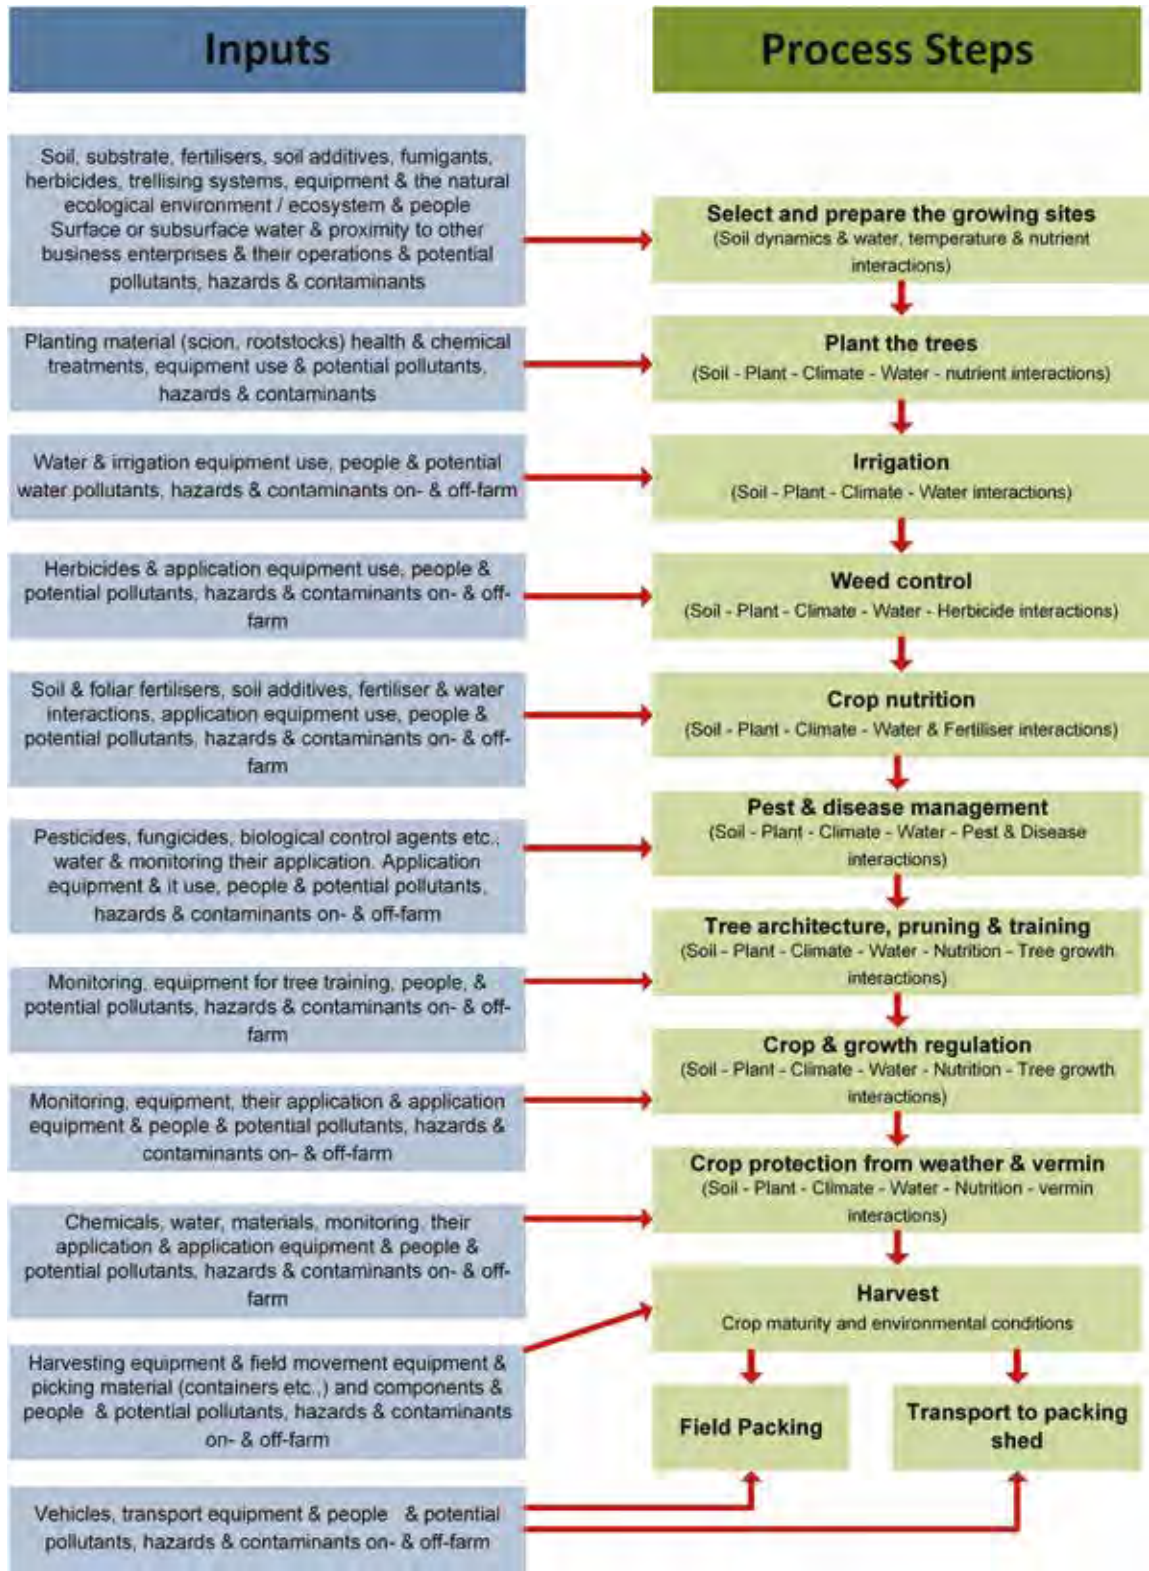 Inputs
Process Steps
Soil, substrate, fertilisers, soil additives, fumigants,
herbicides, trellising systems, equipment & the natural
ecological environment / ecosystem & people
Surface or subsurface water & proximity to other
business enterprises & their operations & potential
pollutants, hazards & contaminants
Select and prepare the growing sites
(Soil dynamics & water, temperature & nutrient
interactions)
Planting material (scion, rootstocks) health & chemical
treatments, equipment use & potential pollutants,
hazards & contaminants
Plant the trees
(Soil - Plant - Climate - Water - nutrient interactions)
Water & irrigation equipment use, people & potential
water pollutants, hazards & contaminants on- & off-farm
Irrigation
(Soil - Plant - Climate - Water interactions)
Herbicides & application equipment use, people &
potential pollutants, hazards & contaminants on- & off-
farm
Weed control
(Soil - Plant - Climate - Water - Herbicide interactions)
Soil & foliar fertilisers, soil additives, fertiliser & water
interactions, application equipment use, people &
potential pollutants, hazards & contaminants on- & off-
farm
Crop nutrition
(Soil - Plant - Climate - Water & Fertiliser interactions)
Pesticides, fungicides, biological control agents etc.,
water & monitoring their application. Application
equipment & it use, people & potential pollutants,
hazards & contaminants on- & off-farm
Pest & disease management
(Soil - Plant - Climate - Water - Pest & Disease
interactions)
Monitoring, equipment for tree training, people, &
potential pollutants, hazards & contaminants on- & off-
farm
Tree architecture, pruning & training
(Soil - Plant - Climate - Water - Nutrition - Tree growth
interactions)
Monitoring, equipment, their application & application
equipment & people & potential pollutants, hazards &
contaminants on- & off-farm
Crop & growth regulation
(Soil - Plant - Climate - Water - Nutrition - Tree growth
interactions)
Chemicals, water, materials, monitoring, their
application & application equipment & people &
potential pollutants, hazards & contaminants on- & off-
farm
Crop protection from weather & vermin
(Soil - Plant - Climate - Water - Nutrition - vermin
interactions)
Harvesting equipment & field movement equipment &
picking material (containers etc.,) and components &
people & potential pollutants, hazards & contaminants
on- & off-farm
Harvest
Crop maturity and environmental conditions
Field Packing
Transport to packing
shed
Vehicles, transport equipment & people & potential
pollutants, hazards & contaminants on- & off-farm